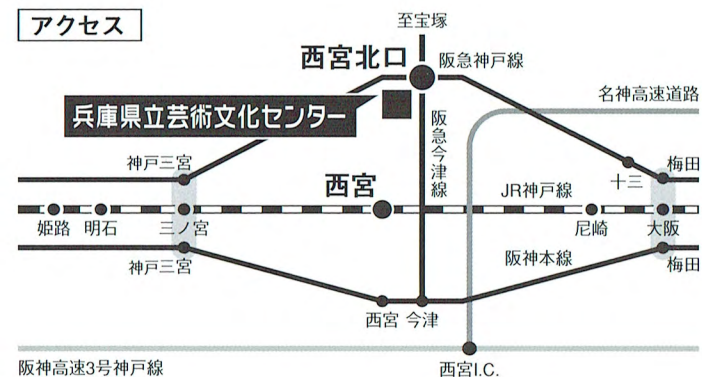 アクセス
至宝塚
西宮北口
阪急神戸線
名神高速道路
兵庫県立芸術文化センター
阪急今津線
神戸三宮
西宮
JR神戸線
十三
梅田
姫路
明石
三ノ宮
尼崎
大阪
神戸三宮
阪神本線
梅田
西宮
今津
阪神高速3号神戸線
西宮I.C.